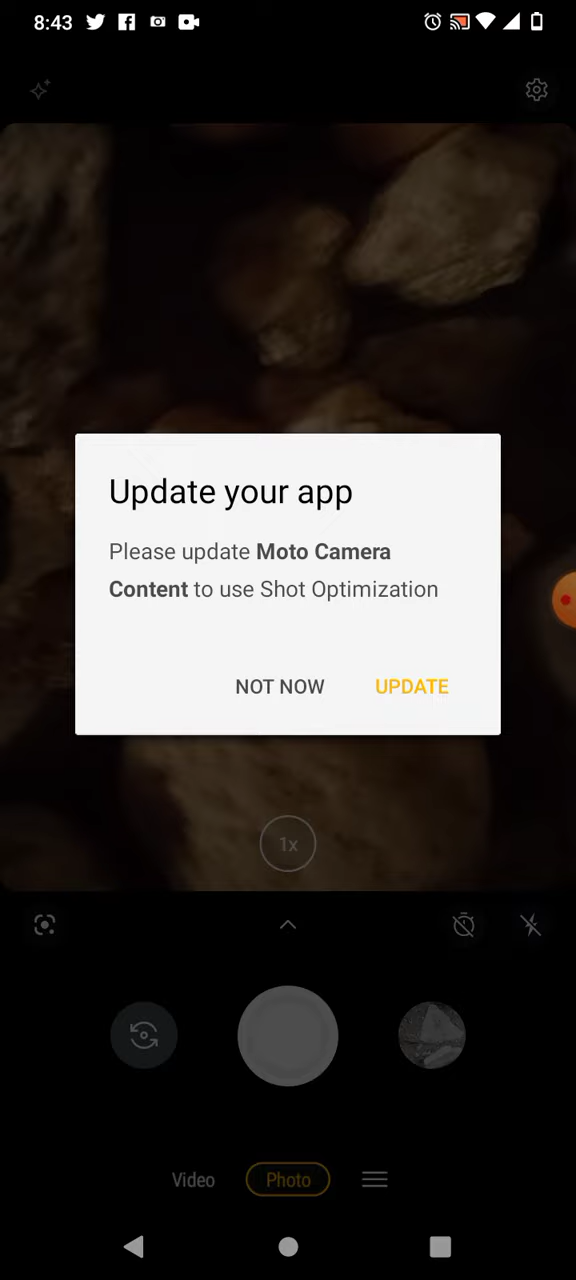 8:43
Update your app
Please update Moto Camera
Content to use Shot Optimization
NOT NOW
UPDATE
1x
Video
Photo